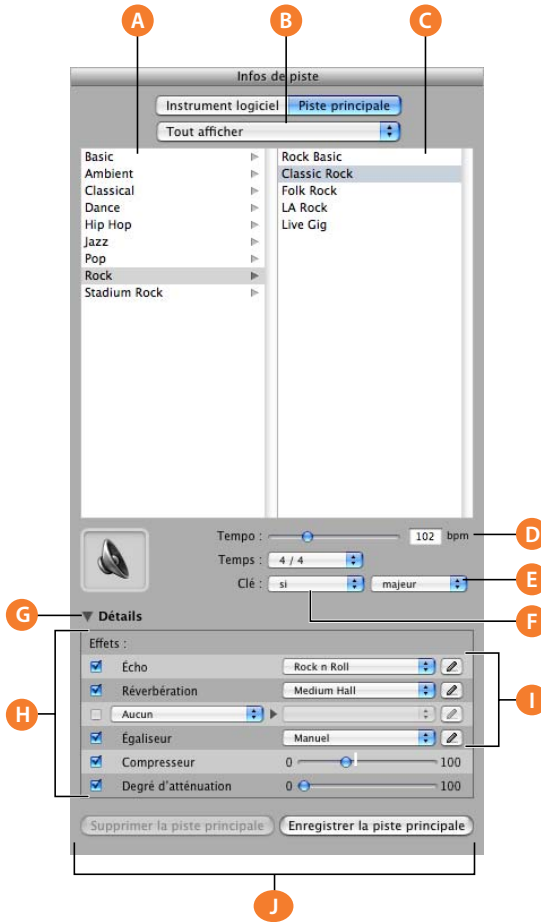 A B C
Infos de piste
Instrument logiciel Piste principale
Tout afficher
Basic
Ambient
Classical
Dance
Hip Hop
Jazz
Pop
Rock
Stadium Rock
Rock Basic
Classic Rock
Folk Rock
LA Rock
Live Gig
Tempo : 102 bpm D
Temps : 4 / 4
Clé : si majeur E
F
G Détails
Effets :
Écho Rock n Roll
Réverbération Medium Hall
H I
Aucun
Égaliseur Manuel
Compresseur 0 100
Degré d'atténuation 0 100
Supprimer la piste principale Enregistrer la piste principale
J